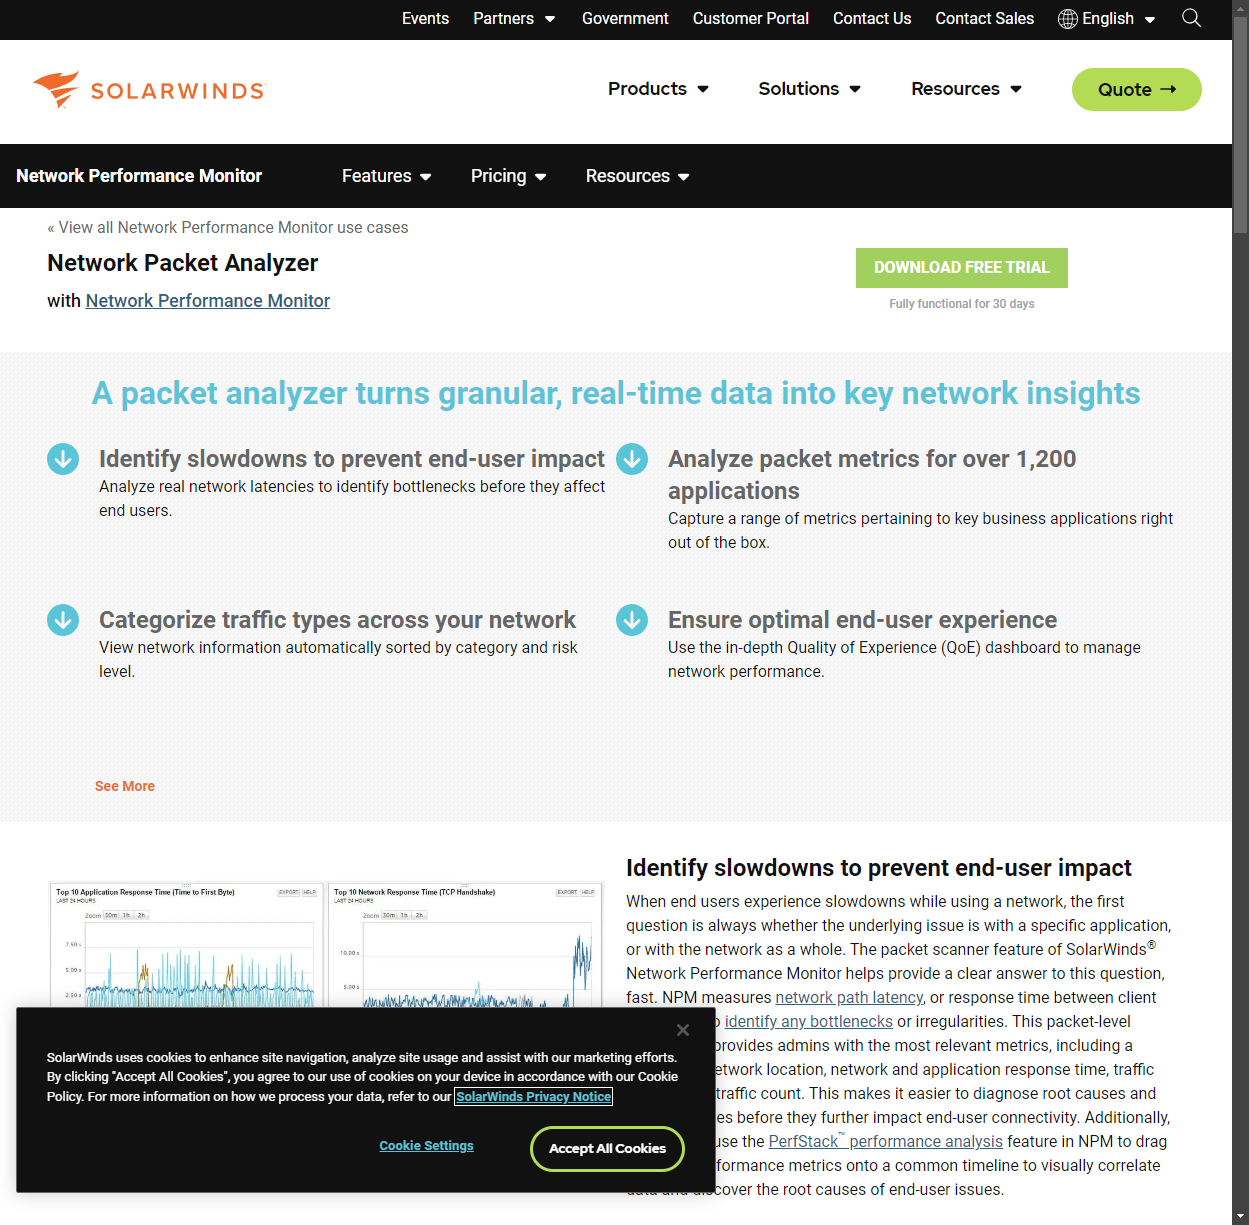 Events Partners Government Customer Portal Contact Us Contact Sales English
SOLARWINDS
Products Solutions Resources Quote →
Network Performance Monitor Features Pricing Resources
« View all Network Performance Monitor use cases
Network Packet Analyzer
with Network Performance Monitor
DOWNLOAD FREE TRIAL
Fully functional for 30 days
A packet analyzer turns granular, real-time data into key network insights
Identify slowdowns to prevent end-user impact
Analyze real network latencies to identify bottlenecks before they affect
end users.
Analyze packet metrics for over 1,200
applications
Capture a range of metrics pertaining to key business applications right
out of the box.
Categorize traffic types across your network
View network information automatically sorted by category and risk
level.
Ensure optimal end-user experience
Use the in-depth Quality of Experience (QoE) dashboard to manage
network performance.
See More
Top 10 Application Response Time (Time to First Byte) EXPORT HELP
LAST 24 HOURS
Zoom 30m 1h 2h
7.50 s
5.00 s
2.50 s
Top 10 Network Response Time (TCP Handshake) EXPORT HELP
LAST 24 HOURS
Zoom 30m 1h 2h
10.00 s
5.00 s
Identify slowdowns to prevent end-user impact
When end users experience slowdowns while using a network, the first
question is always whether the underlying issue is with a specific application,
or with the network as a whole. The packet scanner feature of SolarWinds®
Network Performance Monitor helps provide a clear answer to this question,
fast. NPM measures network path latency, or response time between client
identify any bottlenecks or irregularities. This packet-level
provides admins with the most relevant metrics, including a
network location, network and application response time, traffic
traffic count. This makes it easier to diagnose root causes and
before they further impact end-user connectivity. Additionally,
use the PerfStack™ performance analysis feature in NPM to drag
performance metrics onto a common timeline to visually correlate
data and discover the root causes of end-user issues.
SolarWinds uses cookies to enhance site navigation, analyze site usage and assist with our marketing efforts.
By clicking "Accept All Cookies", you agree to our use of cookies on your device in accordance with our Cookie
Policy. For more information on how we process your data, refer to our SolarWinds Privacy Notice
Cookie Settings
Accept All Cookies